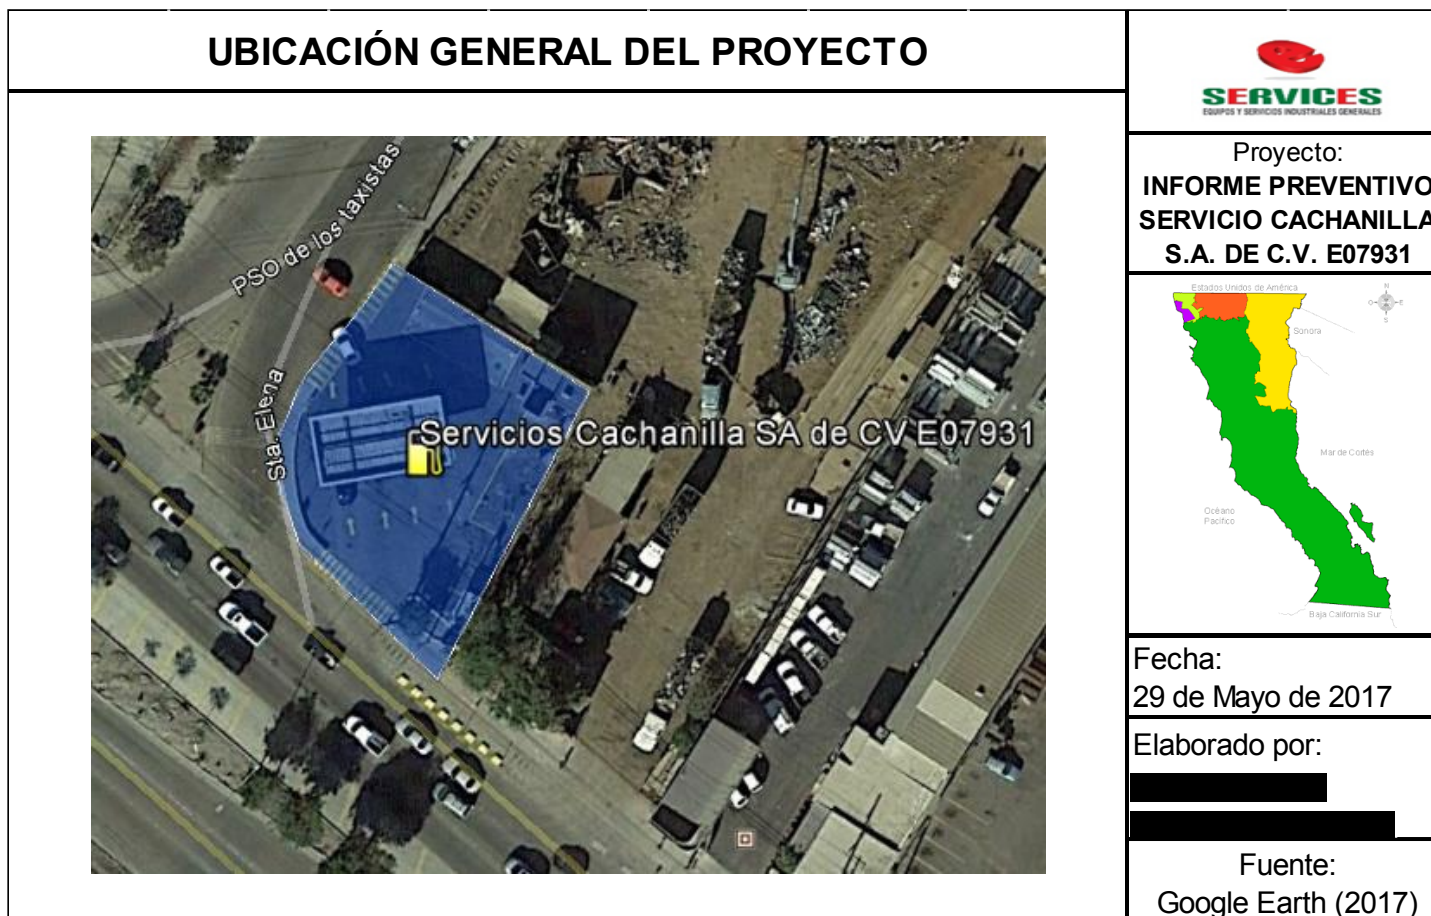 UBICACIÓN GENERAL DEL PROYECTO
SERVICES
EQUIPOS Y SERVICIOS INDUSTRIALES GENERALES
Proyecto:
INFORME PREVENTIVO
SERVICIO CACHANILLA
S.A. DE C.V. E07931
PSO de los taxistas
Sta. Elena
Servicios Cachanilla SA de CV E07931
Estados Unidos de América
N
O
E
S
Sonora
Mar de Cortés
Océano
Pacifico
Baja California Sur
Fecha:
29 de Mayo de 2017
Elaborado por:
Fuente:
Google Earth (2017)